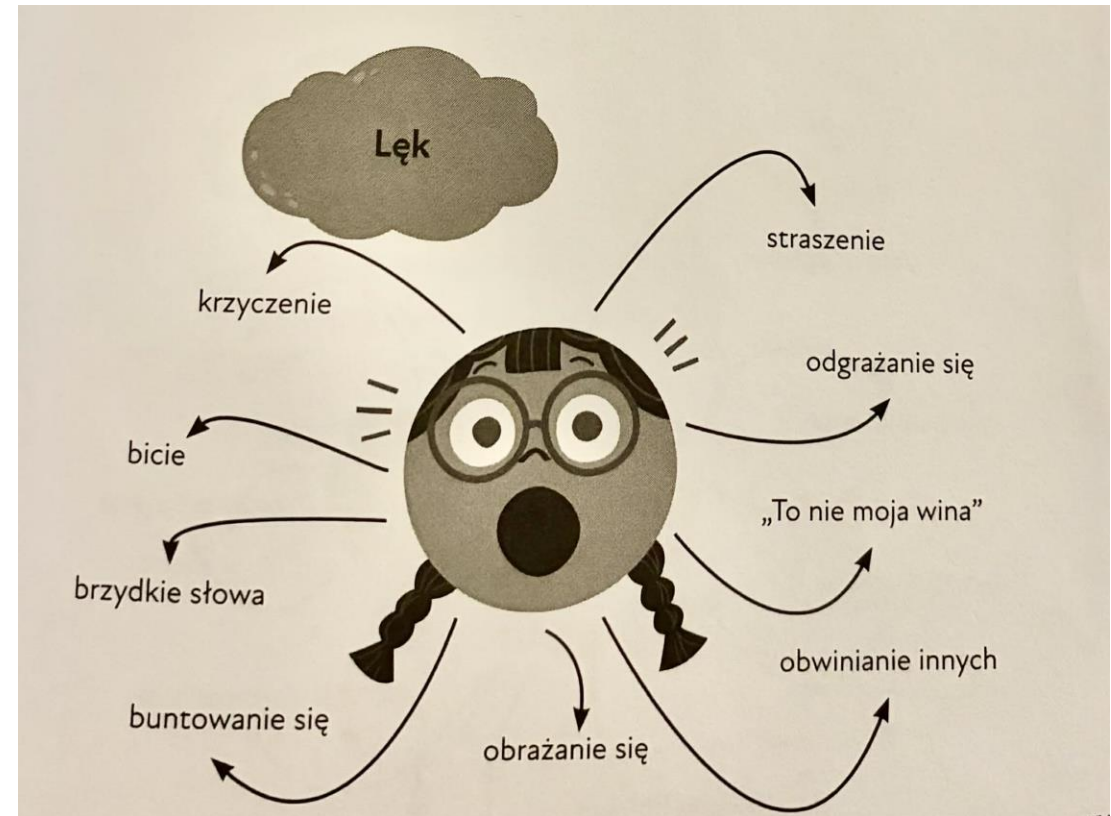 Lęk
straszenie
krzyczenie
odgrażanie się
bicie
„To nie moja wina”
brzydkie słowa
obwinianie innych
buntowanie się
obrażanie się